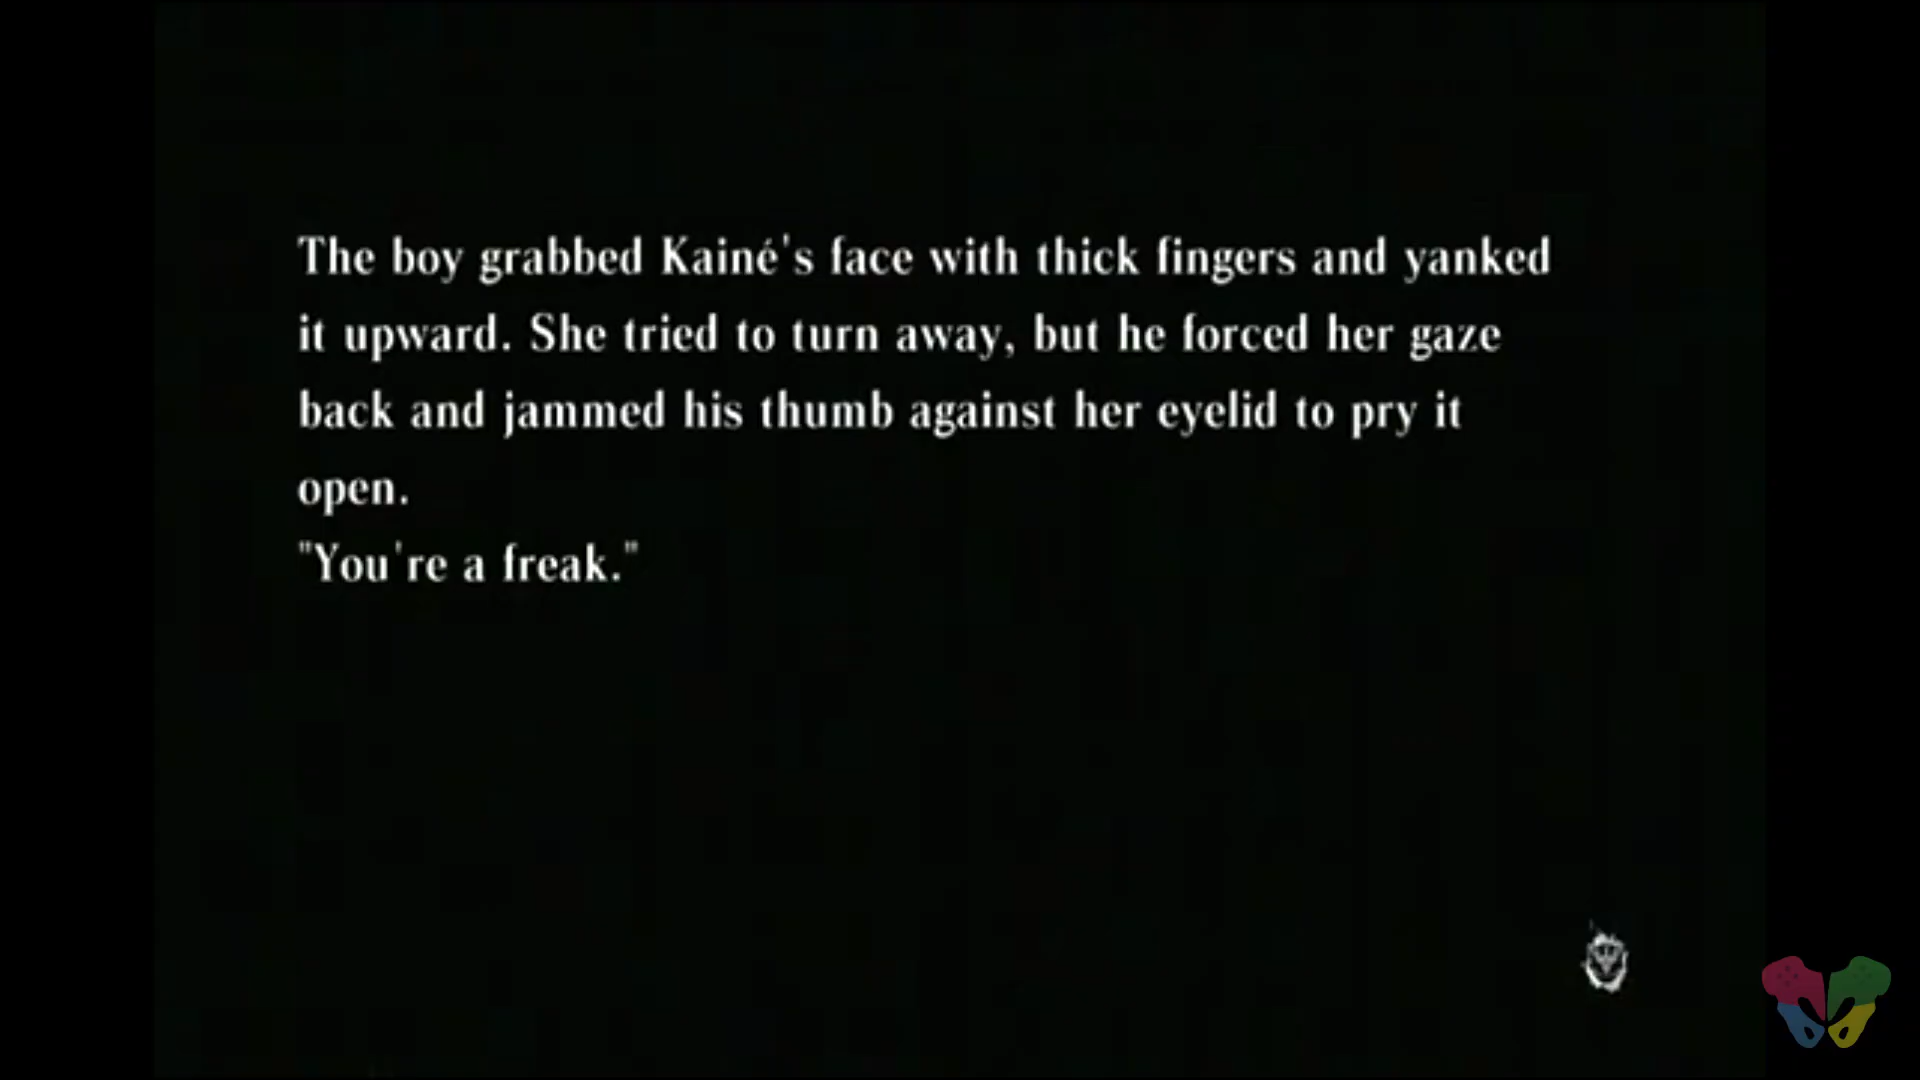 The boy grabbed Kainé's face with thick fingers and yanked
it upward. She tried to turn away, but he forced her gaze
back and jammed his thumb against her eyelid to pry it
open.
"You're a freak."